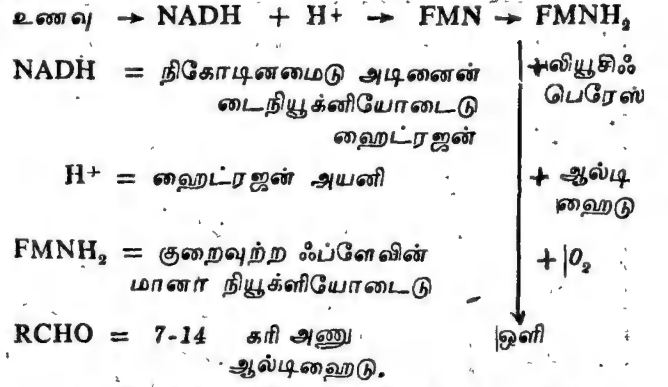 உணவு → NADH + H+ → FMN → FMNH₂
NADH = நிகோடினமைடு அடினைன்
டைநியூக்னியோடைடு
ஹைட்ரஜன்
+லியூசிஃ
பெரேஸ்
H+ = ஹைட்ரஜன் அயனி
+ ஆல்டி
ஹைடு
FMNH₂ = குறைவுற்ற ஃப்ளேவின்
மானர் நியூக்ளியோடைடு
+ O₂
RCHO = 7-14 கரி அணு
ஆல்டிஹைடு.
ஒளி